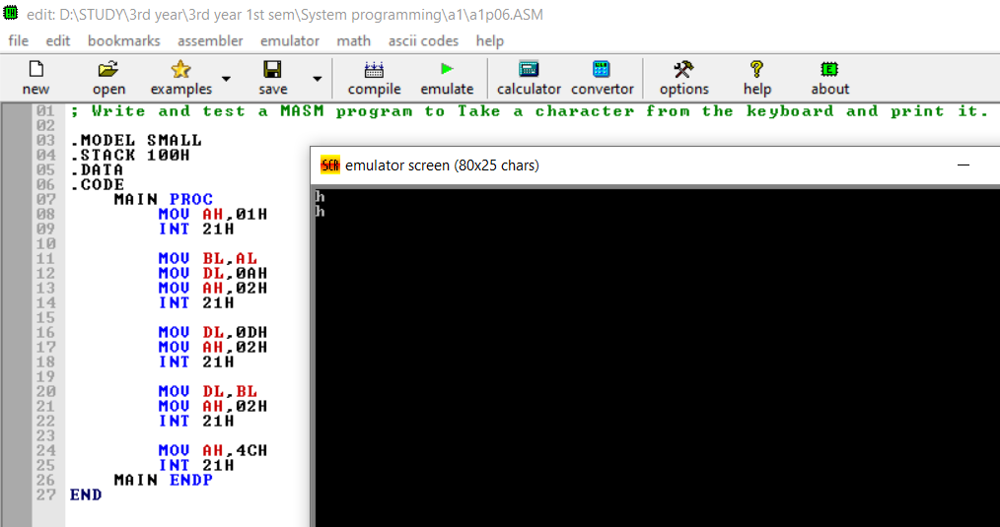 edit: D:\STUDY\3rd year\3rd year 1st sem\System programming\a1\a1p06.ASM
file edit bookmarks assembler emulator math ascii codes help
new open examples save compile emulate calculator convertor options help about
01 ; Write and test a MASM program to Take a character from the keyboard and print it.
02
03 .MODEL SMALL
04 .STACK 100H
05 .DATA
06 .CODE
07 MAIN PROC
08 MOV AH,01H
09 INT 21H
10
11 MOV BL,AL
12 MOV DL,0AH
13 MOV AH,02H
14 INT 21H
15
16 MOV DL,0DH
17 MOV AH,02H
18 INT 21H
19
20 MOV DL,BL
21 MOV AH,02H
22 INT 21H
23
24 MOV AH,4CH
25 INT 21H
26 MAIN ENDP
27 END
SCR emulator screen (80x25 chars)
h
h